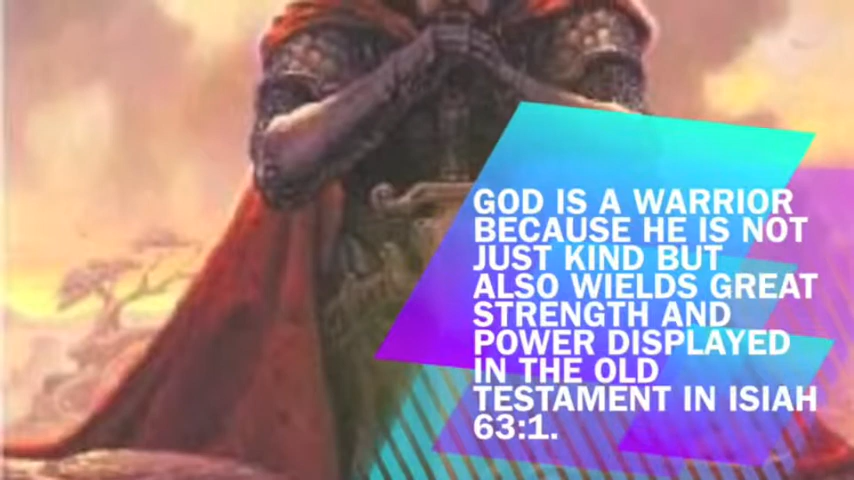 GOD IS A WARRIOR
BECAUSE HE IS NOT
JUST KIND BUT
ALSO WIELDS GREAT
STRENGTH AND
POWER DISPLAYED
IN THE OLD
TESTAMENT IN ISIAH
63:1.